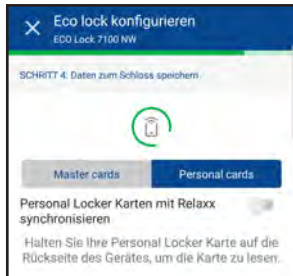 Eco lock konfigurieren
ECO Lock 7100 NW
SCHRITT 4: Daten zum Schloss speichern
Master cards
Personal cards
Personal Locker Karten mit Relaxx
synchronisieren
Halten Sie Ihre Personal Locker Karte auf die
Rückseite des Gerätes, um die Karte zu lesen.